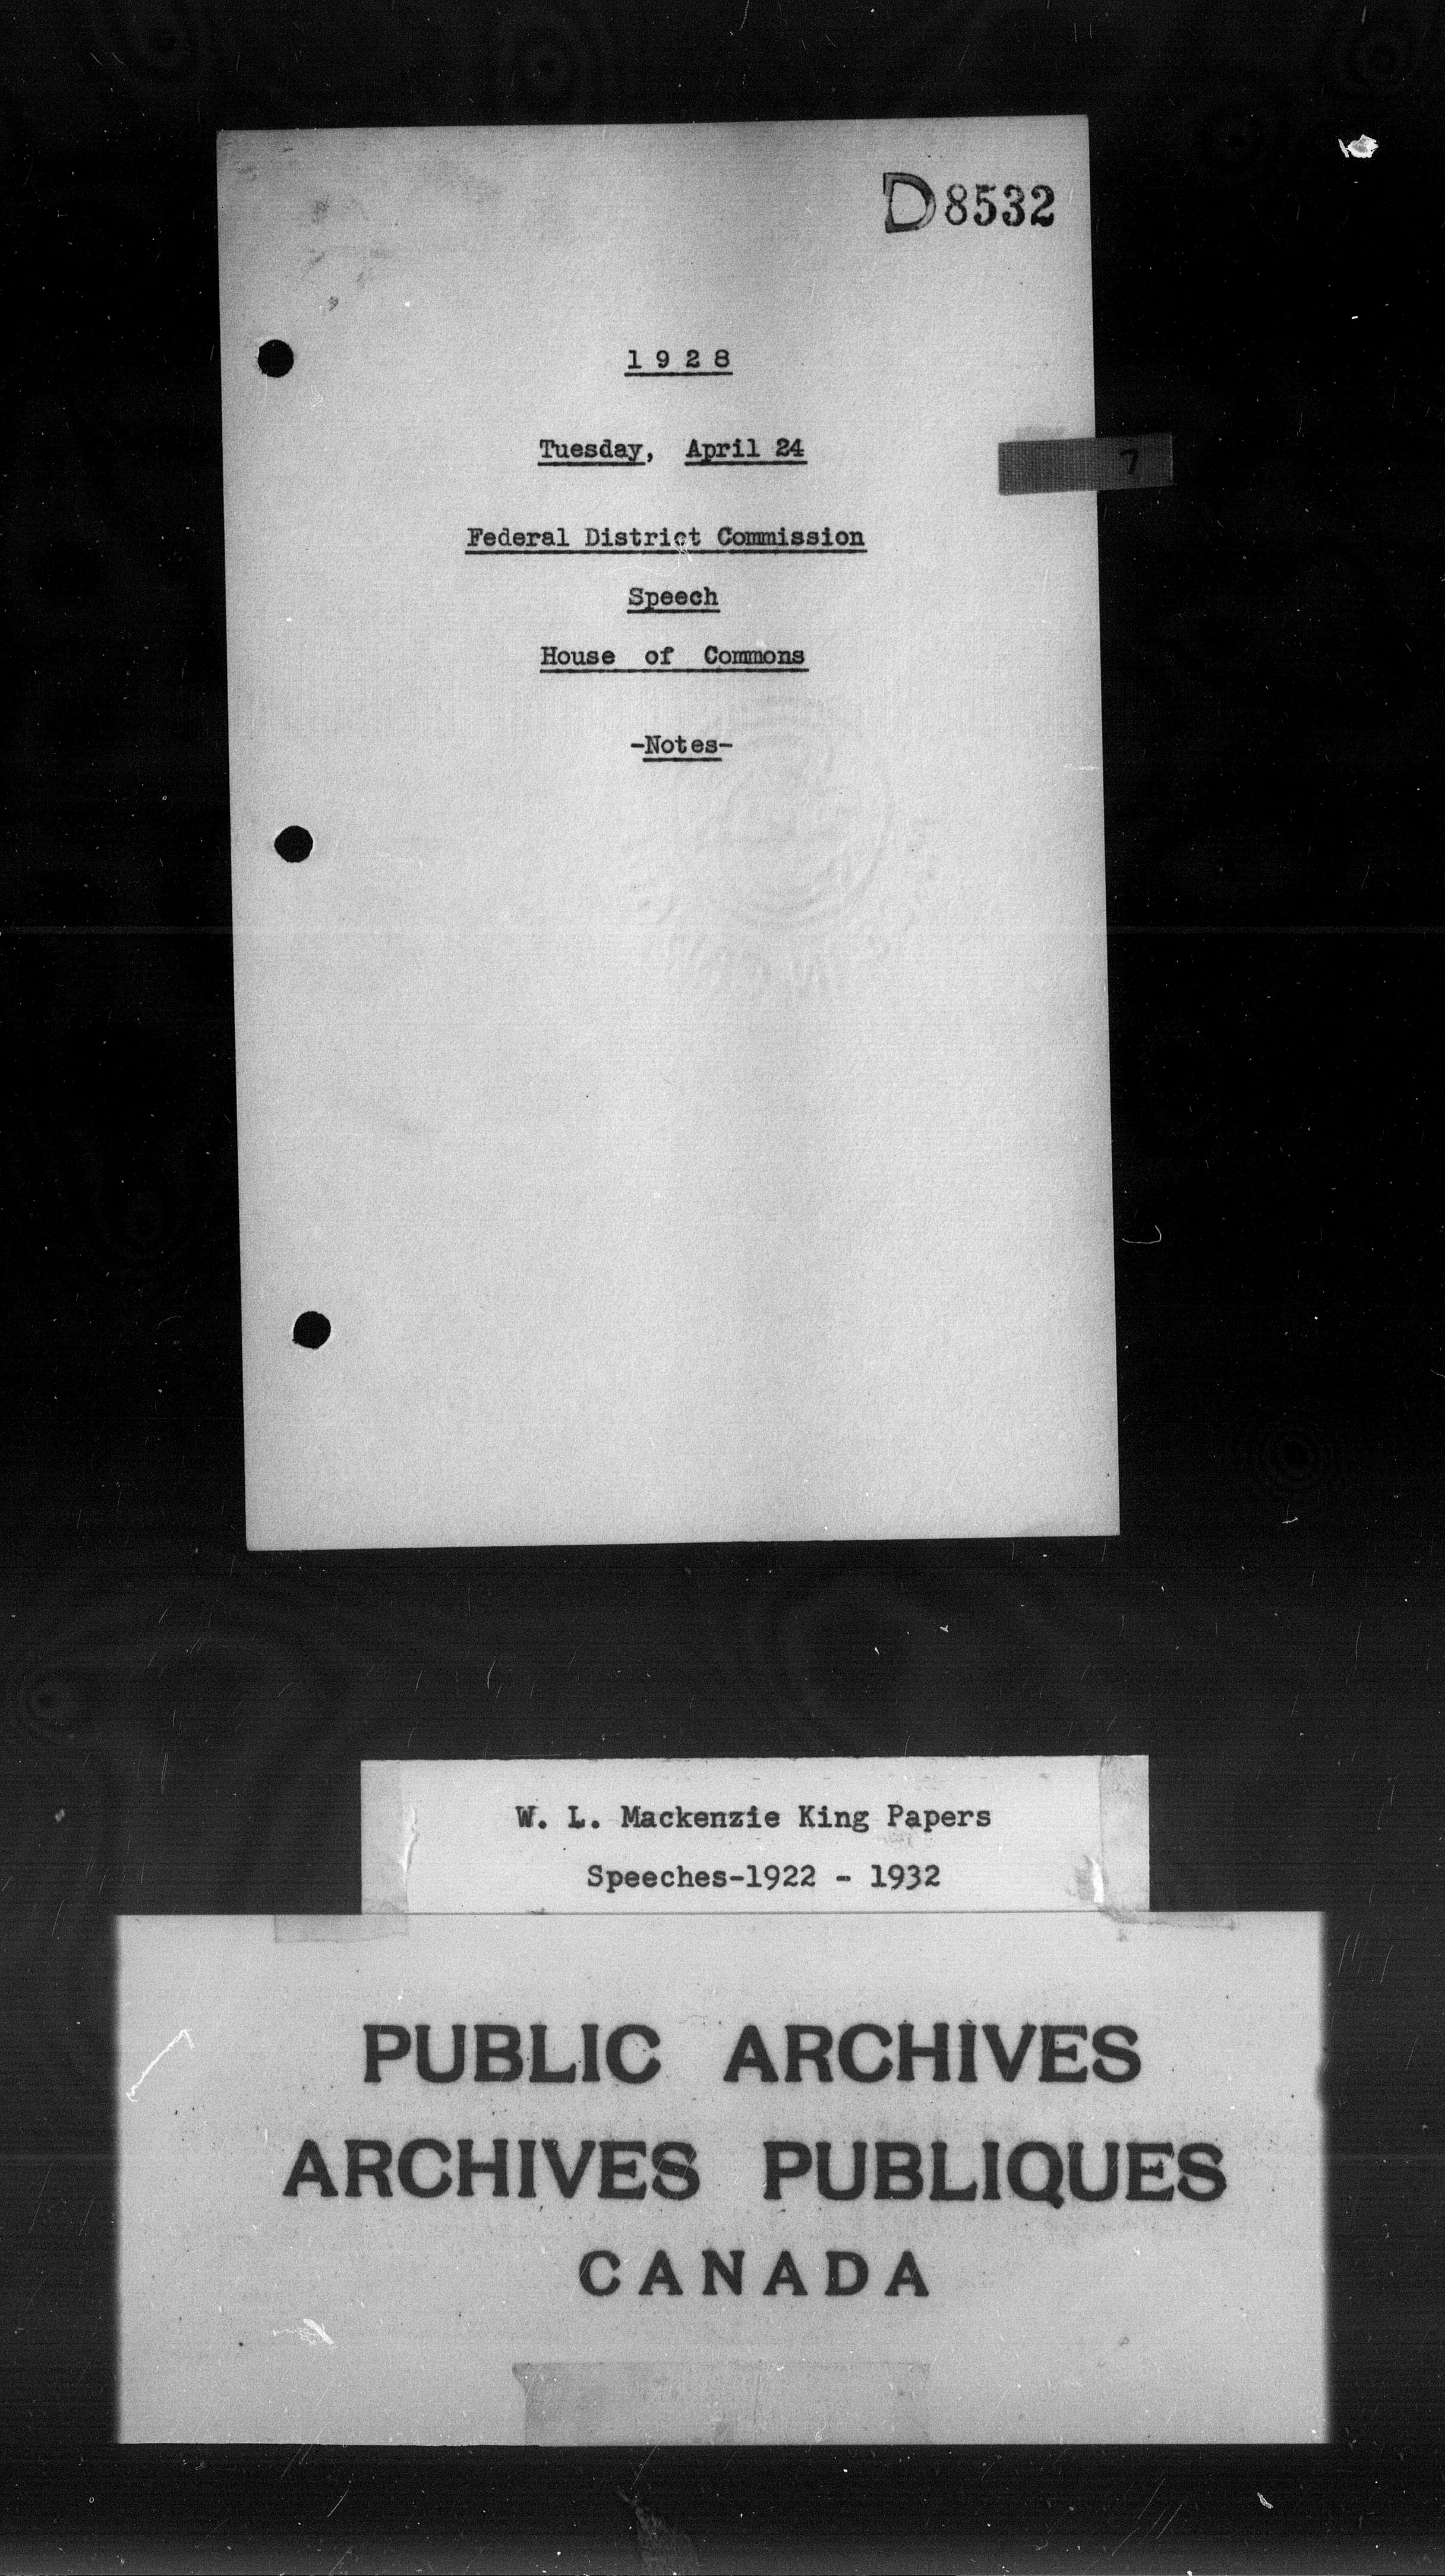 D8532
1 9 2 8
Tuesday, April 24
7
Federal District Commission
Speech
House of Commons
-Notes-
W. L. Mackenzie King Papers
Speeches-1922 - 1932
PUBLIC ARCHIVES
ARCHIVES PUBLIQUES
CANADA